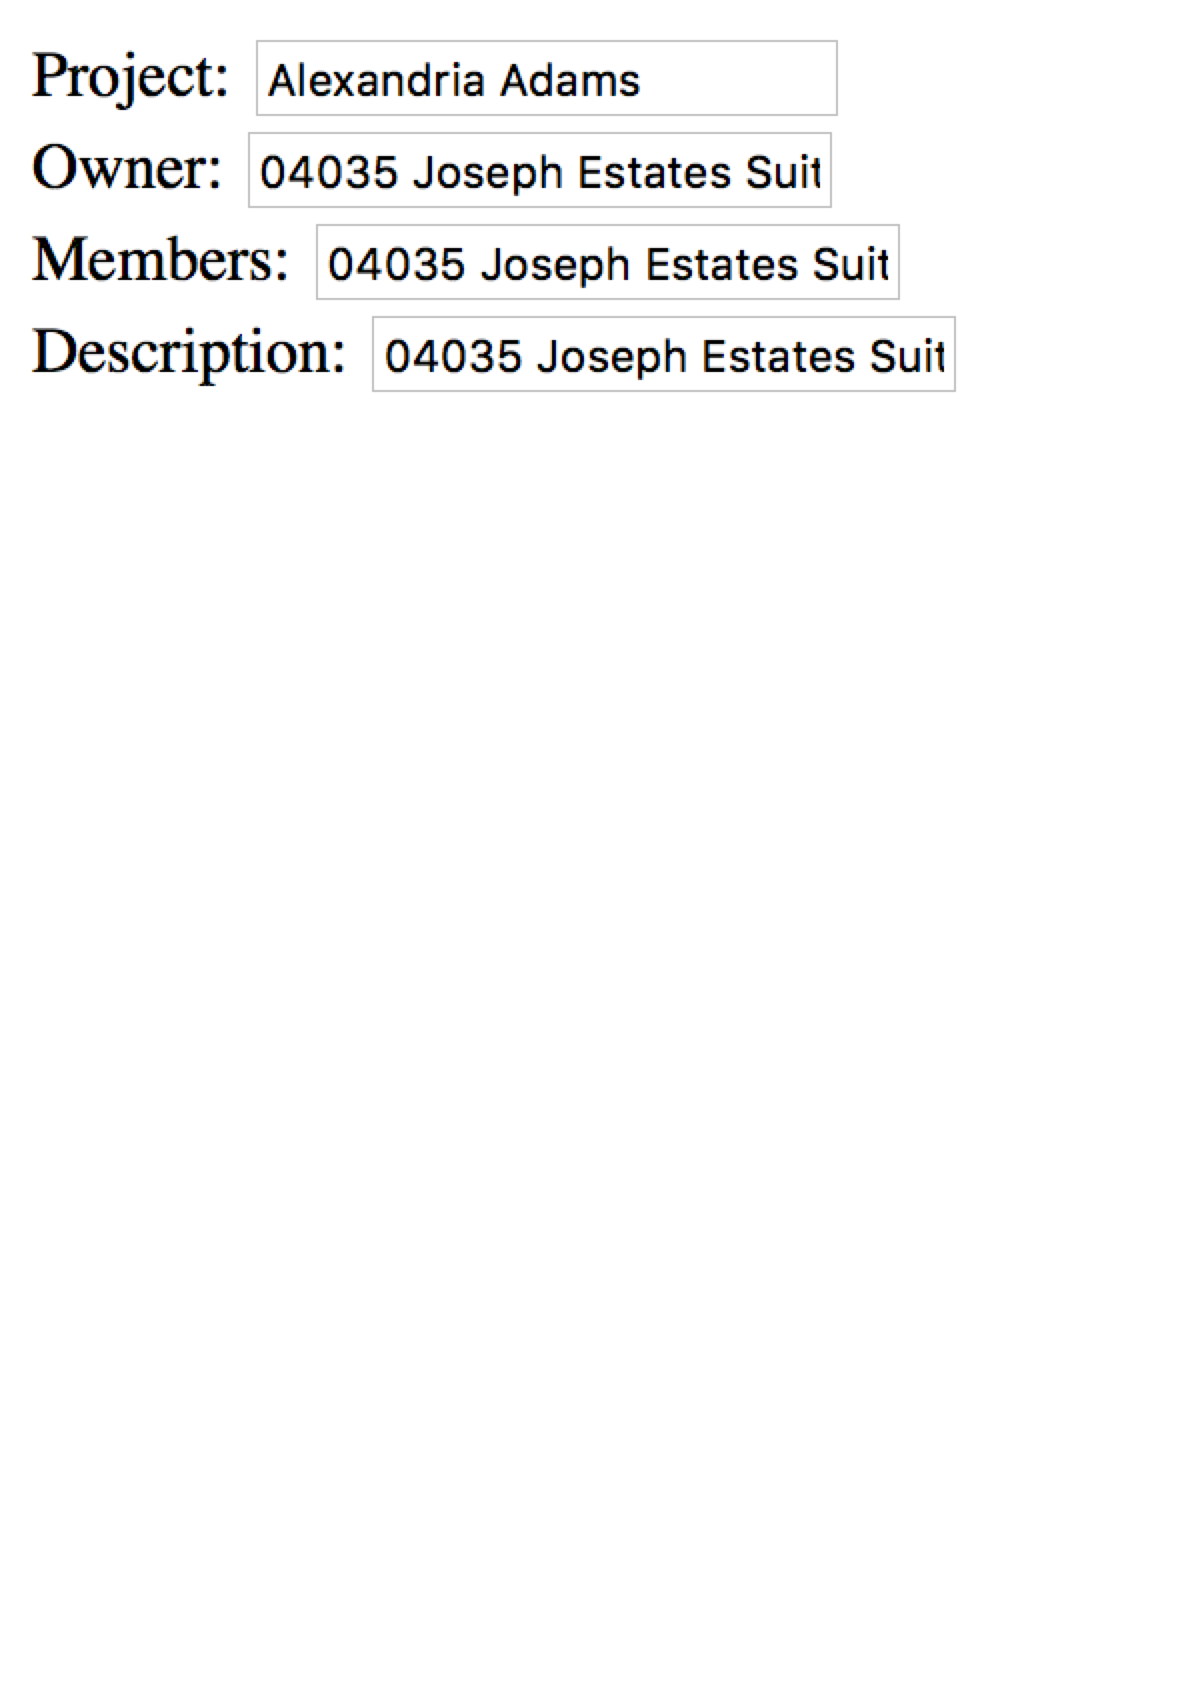 Project: Alexandria Adams
Owner: 04035 Joseph Estates Suit
Members: 04035 Joseph Estates Suit
Description: 04035 Joseph Estates Suit